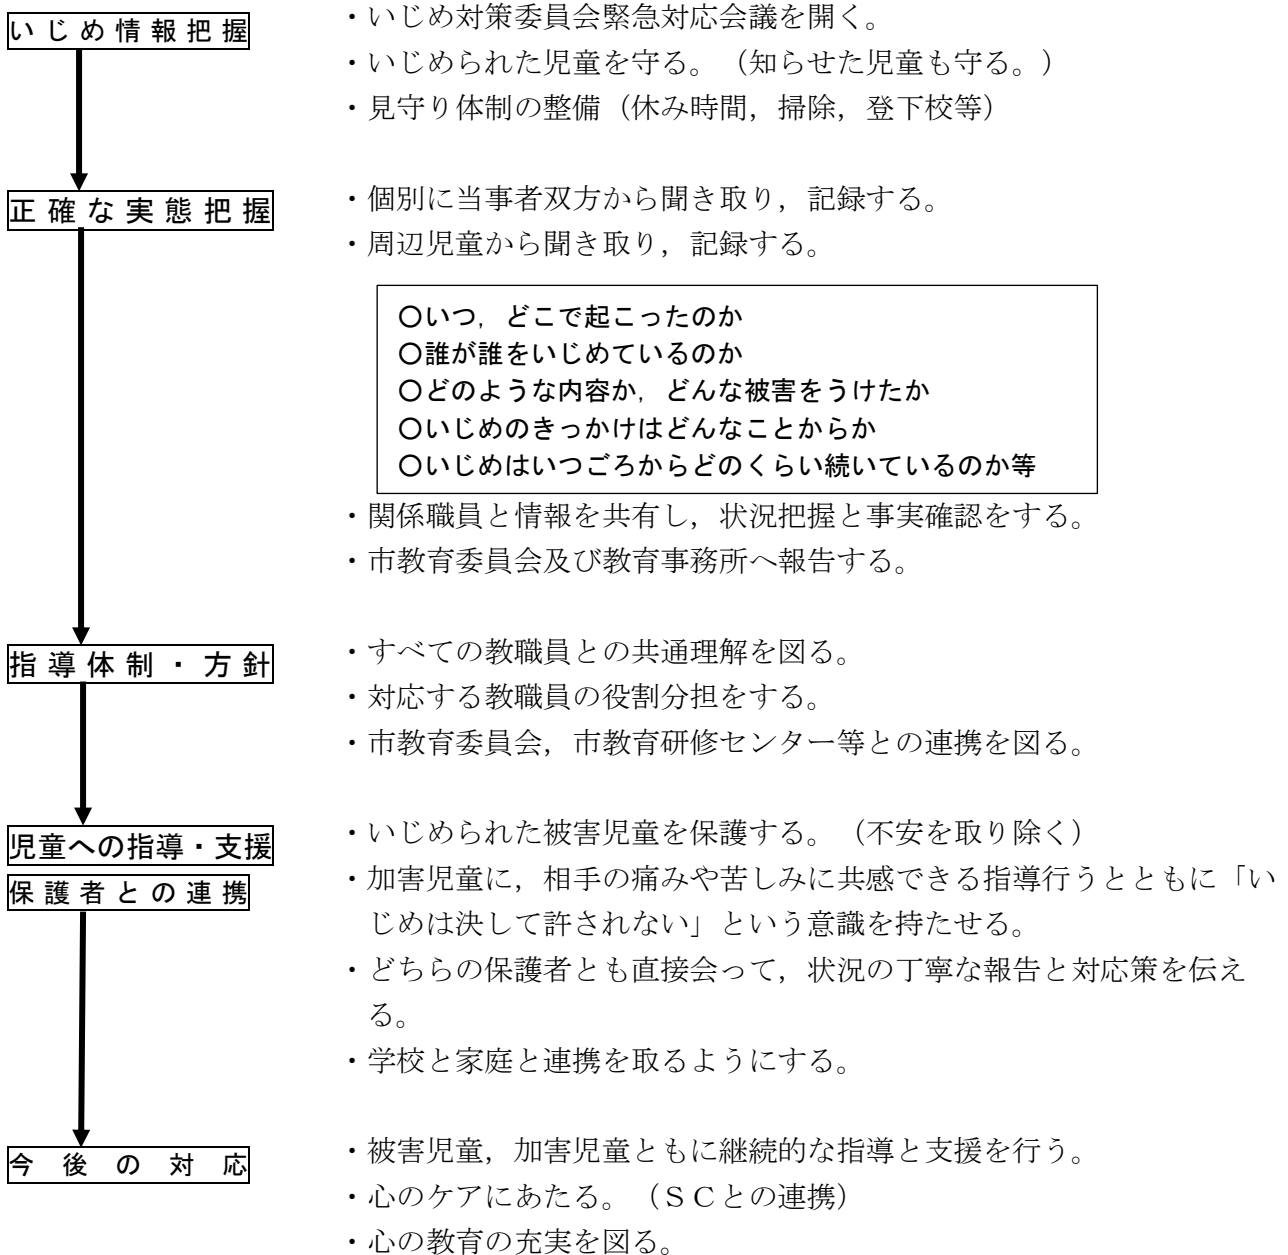 いじめ情報把握
・いじめ対策委員会緊急対応会議を開く。
・いじめられた児童を守る。（知らせた児童も守る。）
・見守り体制の整備（休み時間，掃除，登下校等）
正確な実態把握
・個別に当事者双方から聞き取り，記録する。
・周辺児童から聞き取り，記録する。
○いつ，どこで起こったのか
○誰が誰をいじめているのか
○どのような内容か，どんな被害をうけたか
○いじめのきっかけはどんなことからか
○いじめはいつごろからどのくらい続いているのか等
・関係職員と情報を共有し，状況把握と事実確認をする。
・市教育委員会及び教育事務所へ報告する。
指導体制・方針
・すべての教職員との共通理解を図る。
・対応する教職員の役割分担をする。
・市教育委員会，市教育研修センター等との連携を図る。
児童への指導・支援
保護者との連携
・いじめられた被害児童を保護する。（不安を取り除く）
・加害児童に，相手の痛みや苦しみに共感できる指導行うとともに「い
じめは決して許されない」という意識を持たせる。
・どちらの保護者とも直接会って，状況の丁寧な報告と対応策を伝え
る。
・学校と家庭と連携を取るようにする。
今後の対応
・被害児童，加害児童ともに継続的な指導と支援を行う。
・心のケアにあたる。（ＳＣとの連携）
・心の教育の充実を図る。